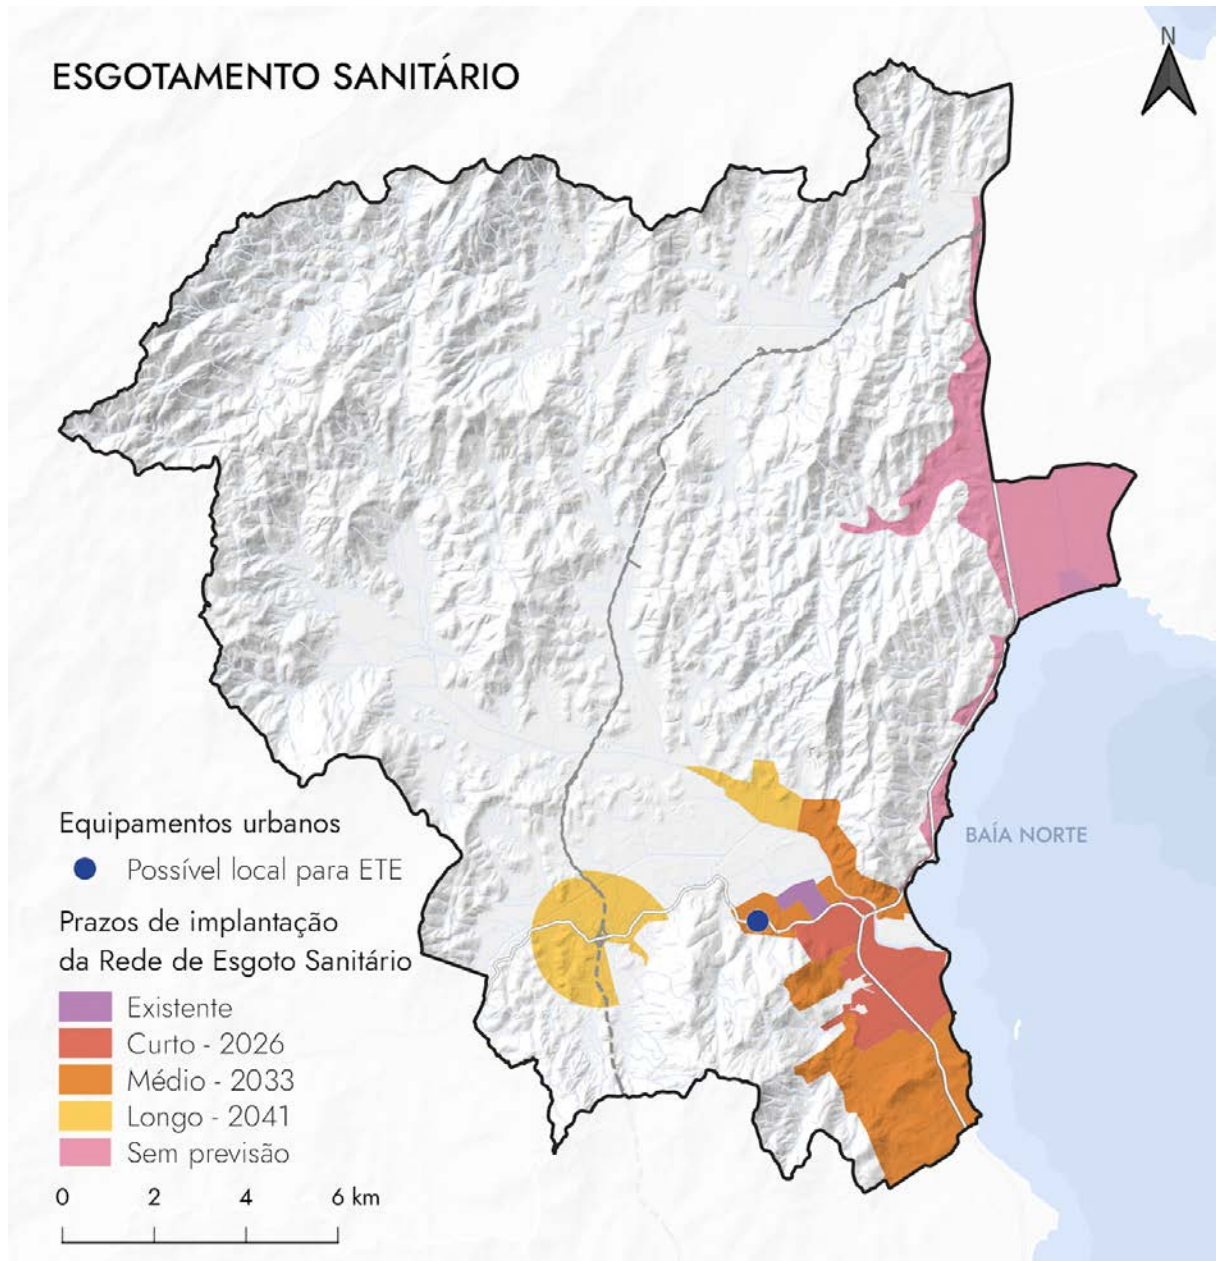 N
ESGOTAMENTO SANITÁRIO
BAÍA NORTE
Equipamentos urbanos
Possível local para ETE
Prazos de implantação
da Rede de Esgoto Sanitário
Existente
Curto - 2026
Médio - 2033
Longo - 2041
Sem previsão
0 2 4 6 km